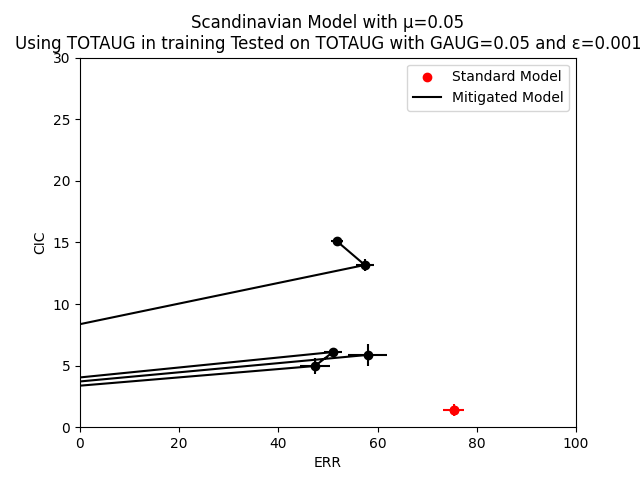 Scandinavian Model with μ=0.05
Using TOTAUG in training Tested on TOTAUG with GAUG=0.05 and ε=0.001
30
25
20
15
10
5
0
CIC
Standard Model
Mitigated Model
0 20 40 60 80 100
ERR